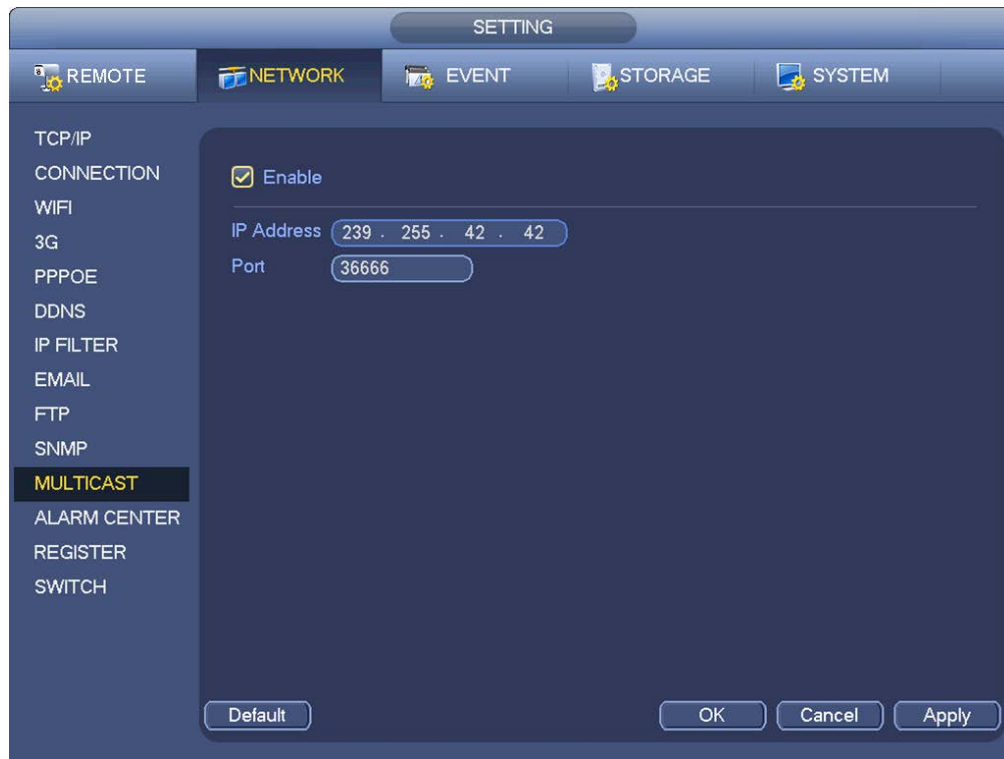 SETTING
REMOTE NETWORK EVENT STORAGE SYSTEM
TCP/IP
CONNECTION
WIFI
3G
PPPOE
DDNS
IP FILTER
EMAIL
FTP
SNMP
MULTICAST
ALARM CENTER
REGISTER
SWITCH
Enable
IP Address 239 . 255 . 42 . 42
Port 36666
Default OK Cancel Apply